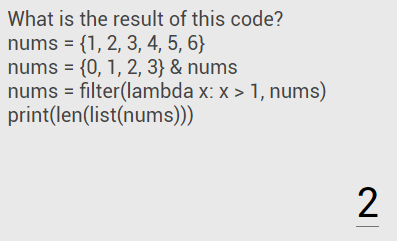 What is the result of this code?
nums = {1, 2, 3, 4, 5, 6}
nums = {0, 1, 2, 3} & nums
nums = filter(lambda x: x > 1, nums)
print(len(list(nums)))
2